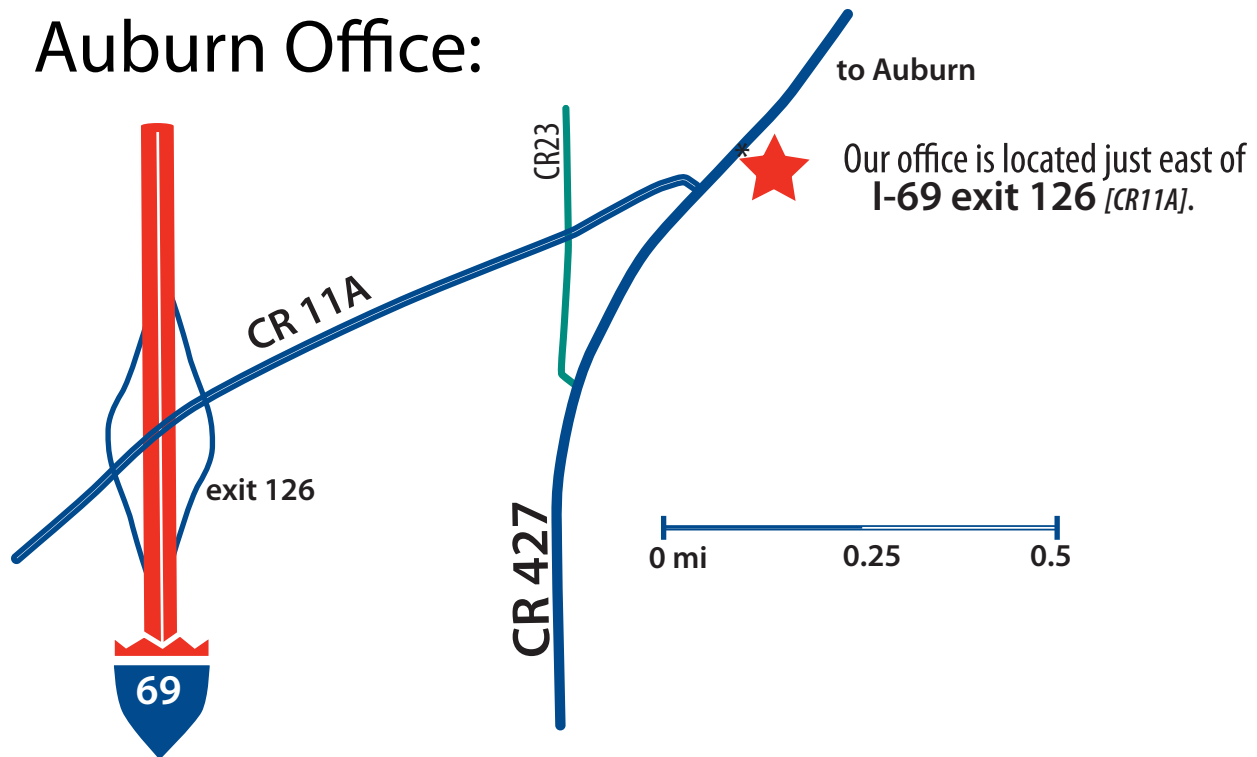 Auburn Office:
to Auburn
CR23
*
Our office is located just east of
I-69 exit 126 [CR11A].
CR 11A
exit 126
CR 427
0 mi 0.25 0.5
69